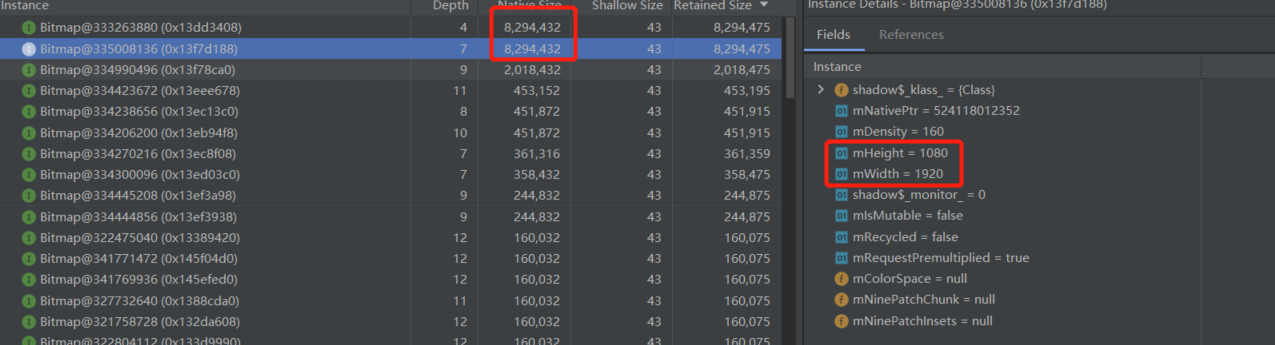 Instance Depth Native Size Shallow Size Retained Size
Bitmap@333263880 (0x13dd3408) 4 8,294,432 43 8,294,475
Bitmap@335008136 (0x13f7d188) 7 8,294,432 43 8,294,475
Bitmap@334990496 (0x13f78ca0) 9 2,018,432 43 2,018,475
Bitmap@334423672 (0x13eee678) 11 453,152 43 453,195
Bitmap@334238656 (0x13ec13c0) 8 451,872 43 451,915
Bitmap@334206200 (0x13eb94f8) 10 451,872 43 451,915
Bitmap@334270216 (0x13ec8f08) 7 361,316 43 361,359
Bitmap@334300096 (0x13ed03c0) 7 358,432 43 358,475
Bitmap@334445208 (0x13ef3a98) 9 244,832 43 244,875
Bitmap@334444856 (0x13ef3938) 9 244,832 43 244,875
Bitmap@322475040 (0x13389420) 12 160,032 43 160,075
Bitmap@341771472 (0x145f04d0) 12 160,032 43 160,075
Bitmap@341769936 (0x145efed0) 12 160,032 43 160,075
Bitmap@327732640 (0x1388cda0) 11 160,032 43 160,075
Bitmap@321758728 (0x132da608) 12 160,032 43 160,075
Bitmap@322804112 (0x133d9990) 12 160,032 43 160,075
Instance Details - Bitmap@335008136 (0x13f7d188)
Fields References
Instance
shadow$_klass_ = {Class}
mNativePtr = 524118012352
mDensity = 160
mHeight = 1080
mWidth = 1920
shadow$_monitor_ = 0
mIsMutable = false
mRecycled = false
mRequestPremultiplied = true
mColorSpace = null
mNinePatchChunk = null
mNinePatchInsets = null